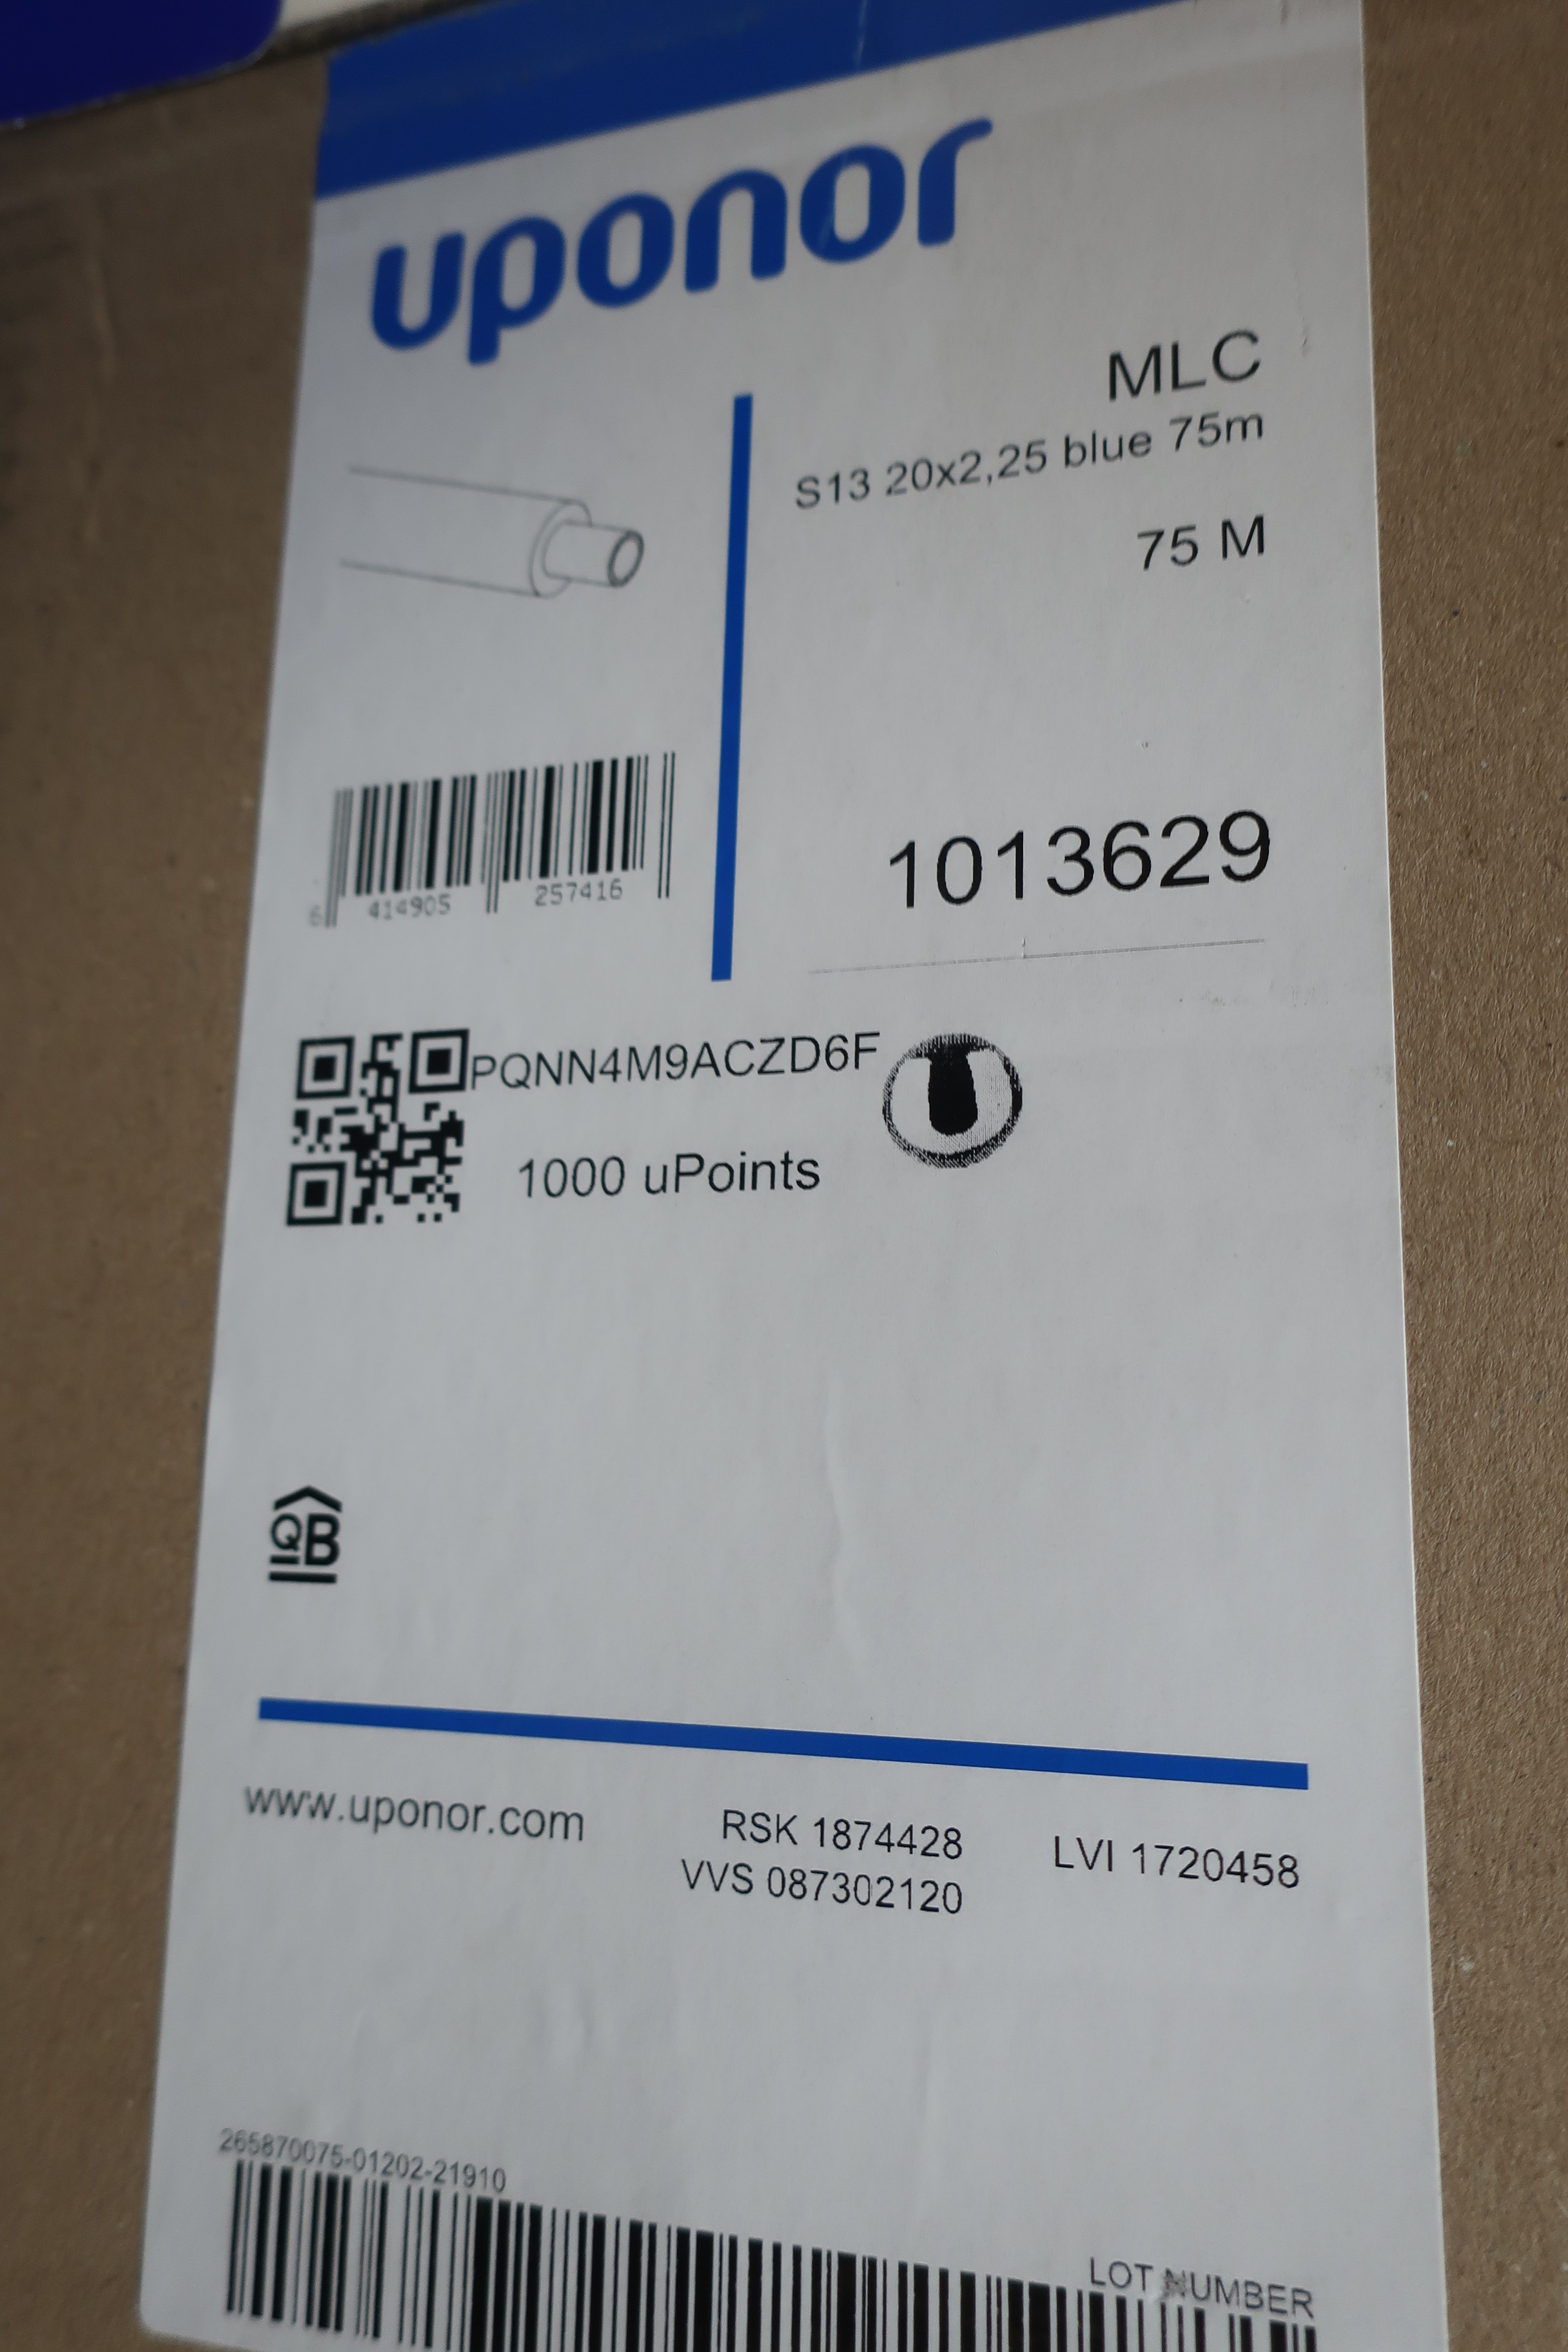 uponor
MLC
S13 20x2,25 blue 75m
75 M
6 414905 257416
1013629
PQNN4M9ACZD6F
1000 uPoints
QB
www.uponor.com
RSK 1874428
LVI 1720458
VVS 087302120
265870075-01202-21910
LOT NUMBER